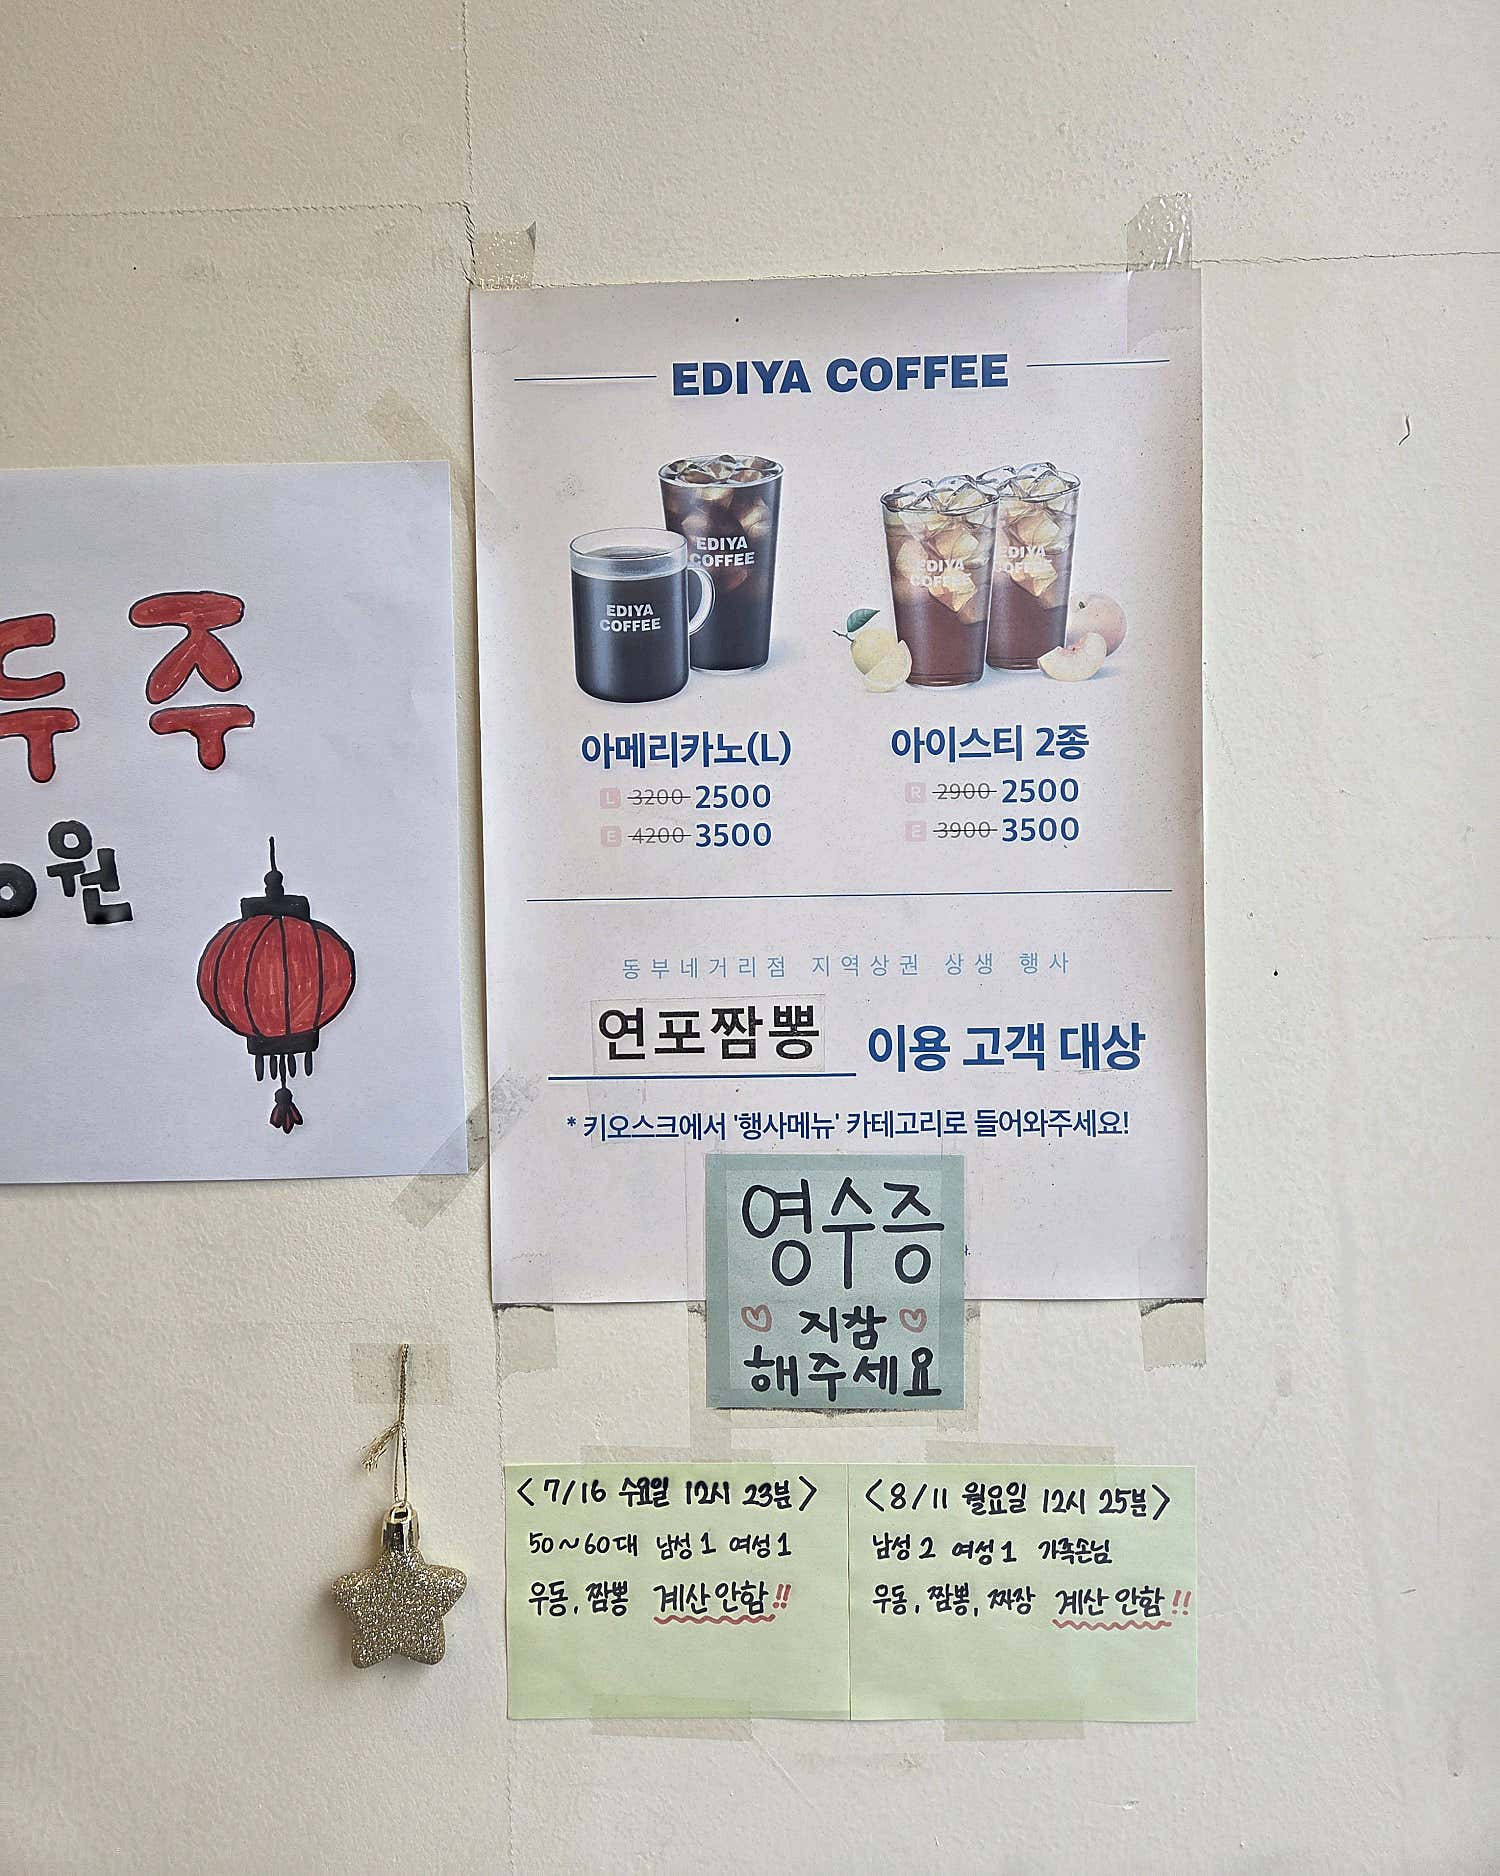 두주
0원
EDIYA COFFEE
EDIYA
COFFEE
EDIYA
COFFEE
EDIYA
COFFEE
EDIYA
COFFEE
아메리카노(L)
L 3200 2500
E 4200 3500
아이스티 2종
R 2900 2500
E 3900 3500
동부네거리점 지역상권 상생 행사
연포짬뽕 이용 고객 대상
* 키오스크에서 '행사메뉴' 카테고리로 들어와주세요!
영수증
♡ 지참 ♡
해주세요
<7/16 수요일 12시 23분>
50~60대 남성 1 여성 1
우동, 짬뽕 계산 안함!!
<8/11 월요일 12시 25분>
남성 2 여성 1 가족손님
우동, 짬뽕, 짜장 계산 안함!!